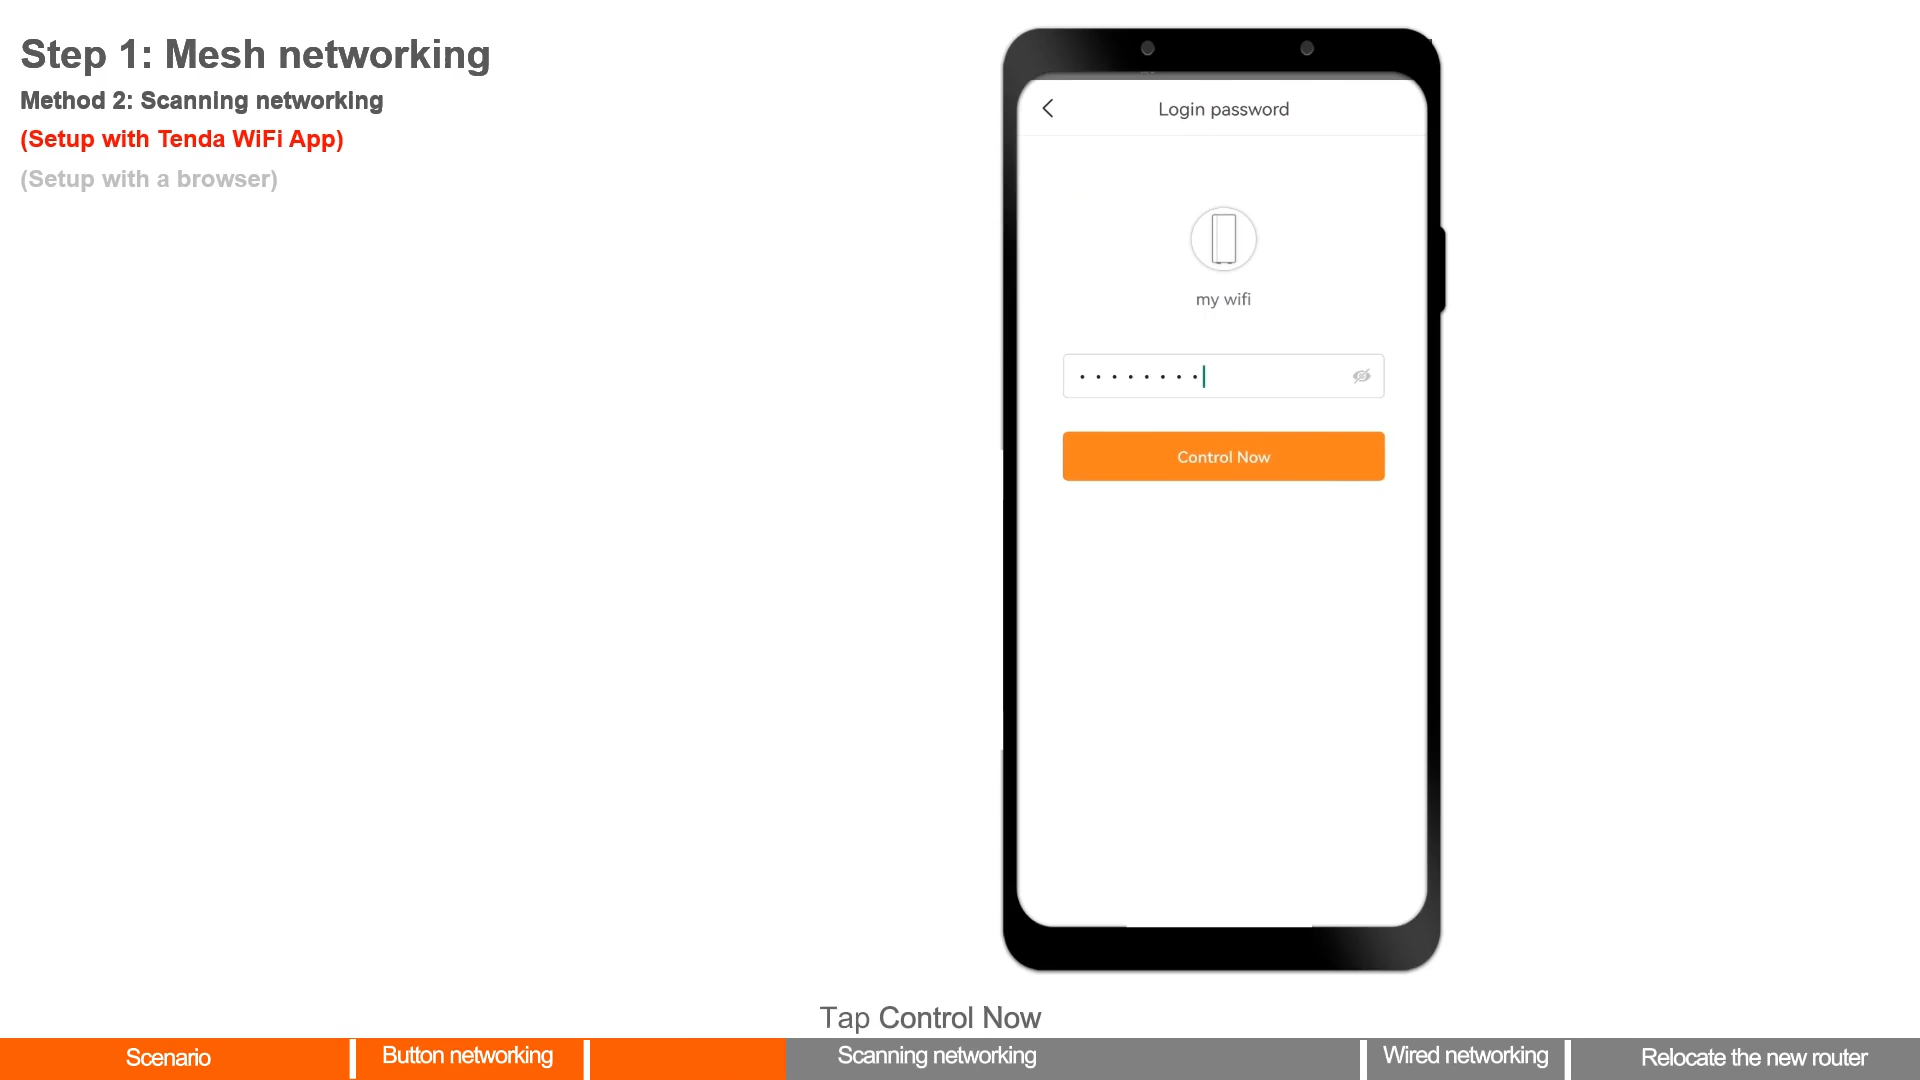 Step 1: Mesh networking
Method 2: Scanning networking
(Setup with Tenda WiFi App)
(Setup with a browser)
Login password
my wifi
Control Now
Tap Control Now
Scenario
Button networking
Scanning networking
Wired networking
Relocate the new router